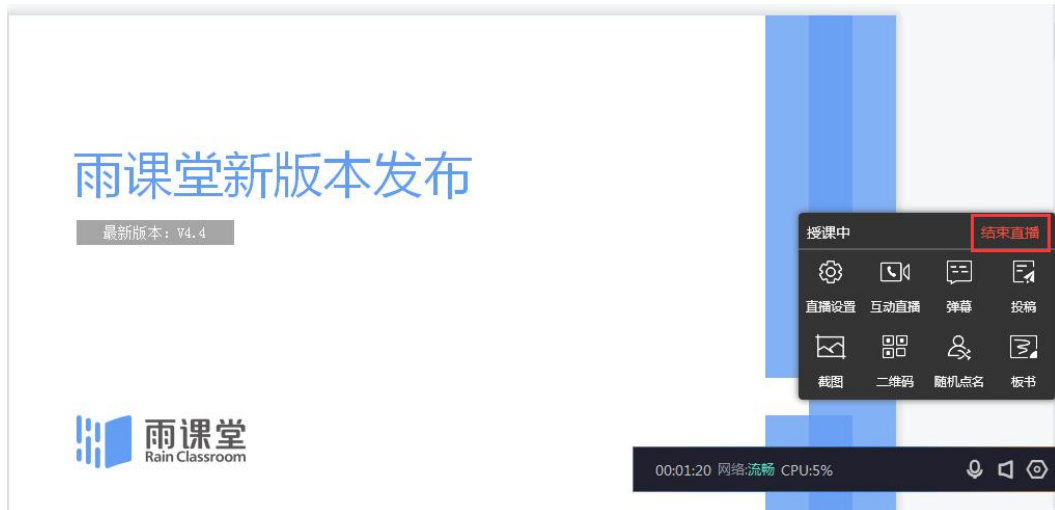 雨课堂新版本发布
最新版本：V4.4
授课中 结束直播
直播设置 互动直播 弹幕 投稿
截图 二维码 随机点名 板书
雨课堂
Rain Classroom
00:01:20 网络:流畅 CPU:5%